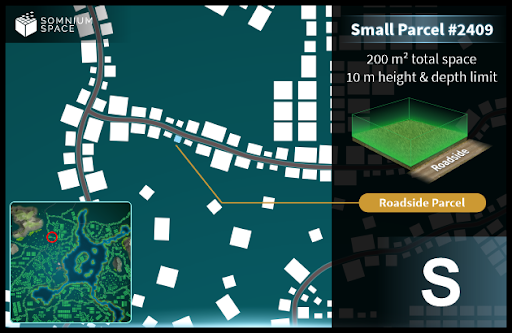 SOMNIUM
SPACE
Small Parcel #2409
200 m² total space
10 m height & depth limit
Roadside
Roadside Parcel
S